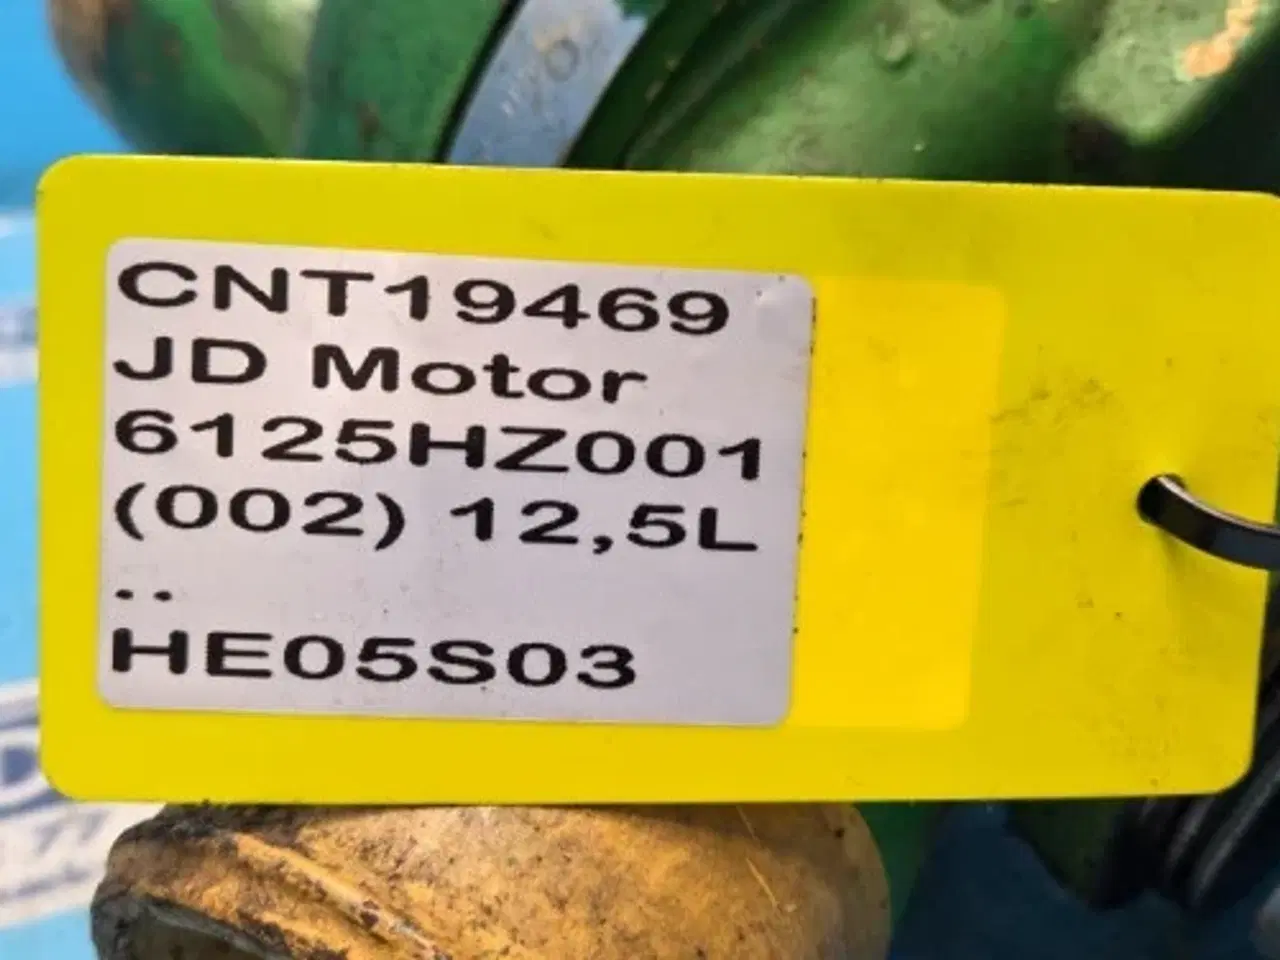 CNT19469
JD Motor
6125HZ001
(002) 12,5L
..
HE05S03